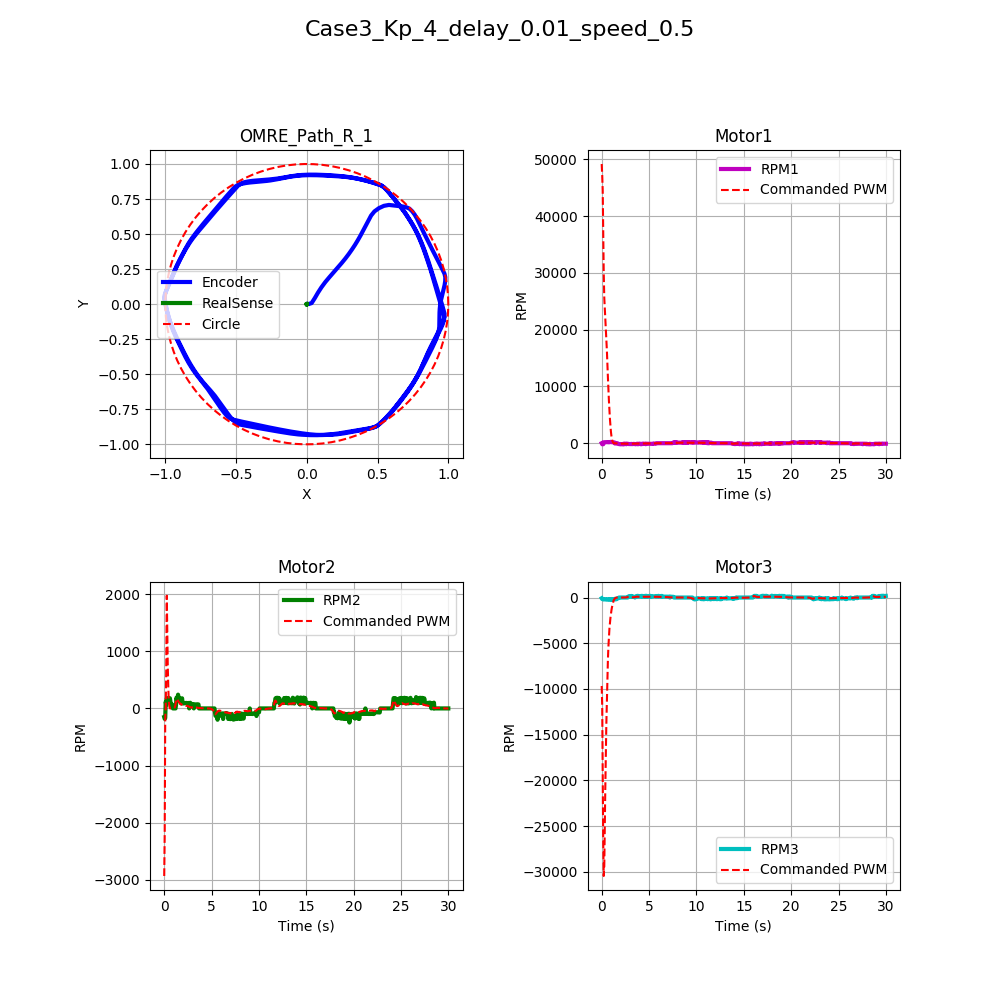 Case3_Kp_4_delay_0.01_speed_0.5
OMRE_Path_R_1
1.00
0.75
0.50
0.25
0.00
−0.25
−0.50
−0.75
−1.00
Y
Encoder
RealSense
Circle
−1.0 −0.5 0.0 0.5 1.0
X
Motor1
50000
40000
30000
20000
10000
0
RPM
RPM1
Commanded PWM
0 5 10 15 20 25 30
Time (s)
Motor2
2000
1000
0
−1000
−2000
−3000
RPM
RPM2
Commanded PWM
0 5 10 15 20 25 30
Time (s)
Motor3
0
−5000
−10000
−15000
−20000
−25000
−30000
RPM
RPM3
Commanded PWM
0 5 10 15 20 25 30
Time (s)